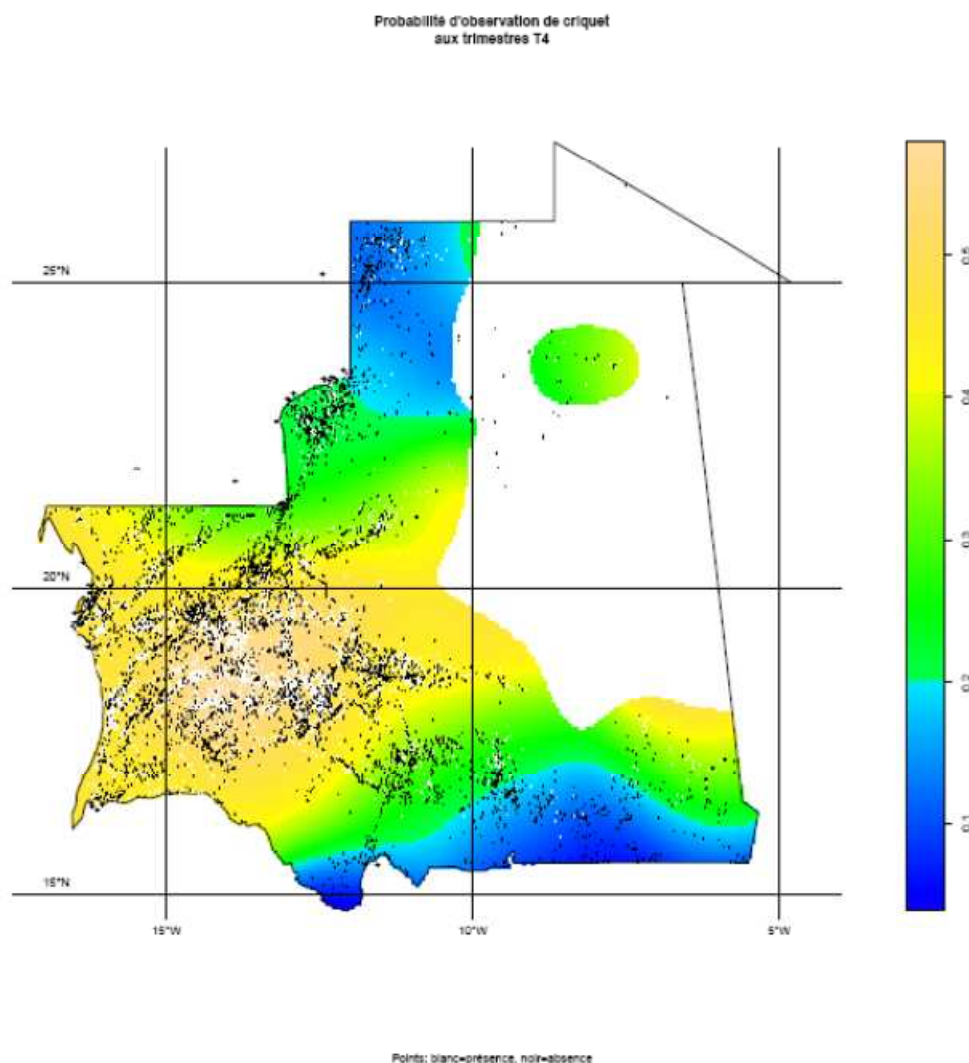 Probabilité d'observation de criquet
aux trimestres T4
25°N
20°N
15°N
15°W
10°W
5°W
0.5
0.4
0.3
0.2
0.1
Points: blanc=présence, noir=absence